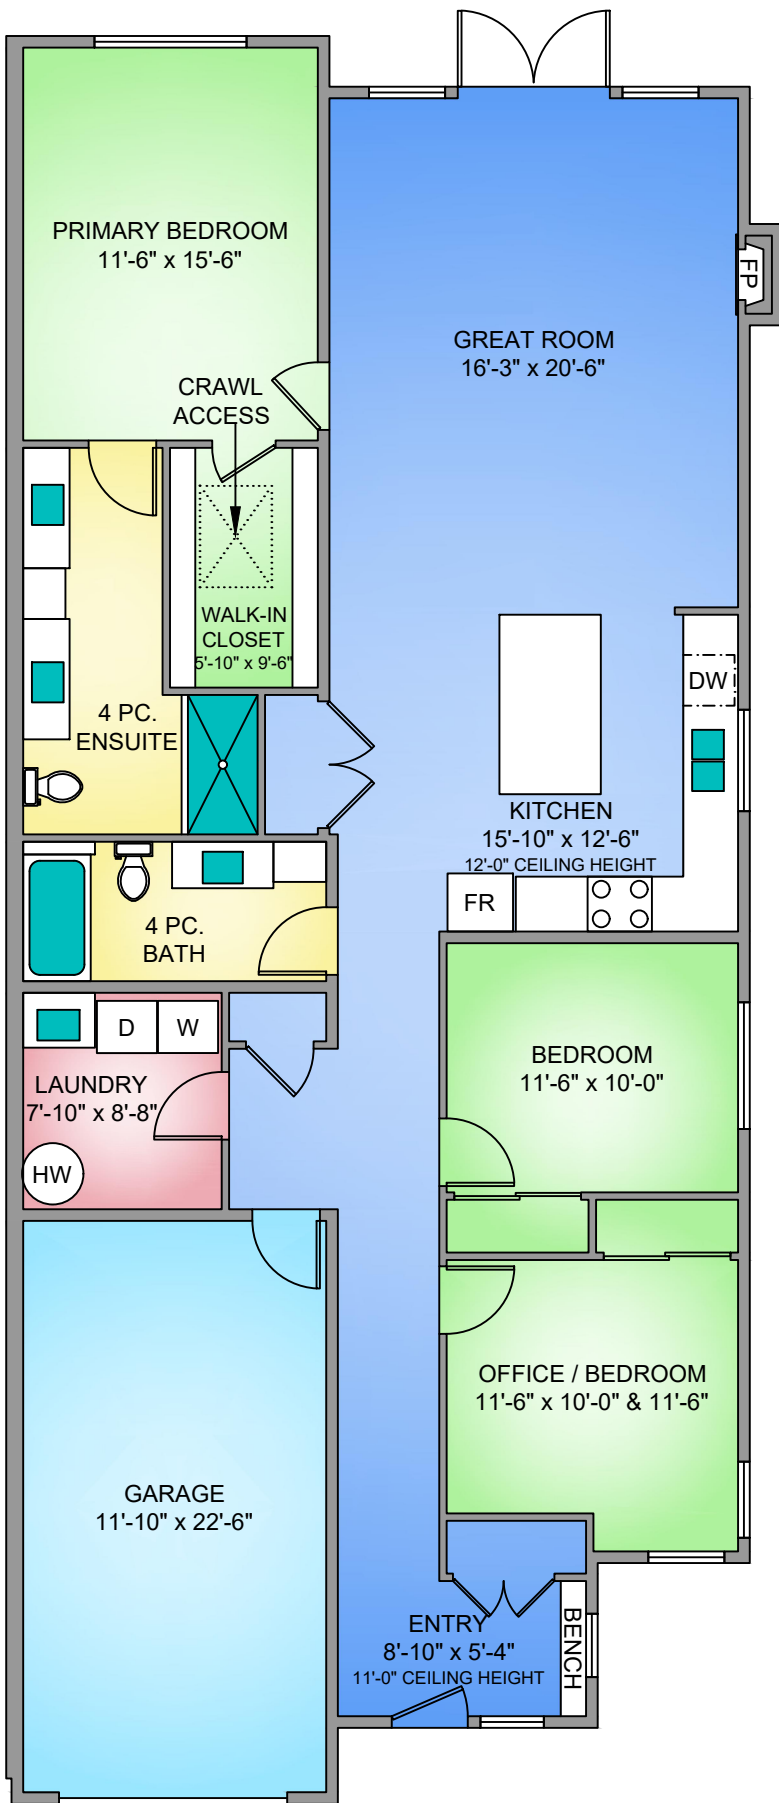 PRIMARY BEDROOM
11'-6" x 15'-6"
FP
GREAT ROOM
16'-3" x 20'-6"
CRAWL
ACCESS
WALK-IN
CLOSET
5'-10" x 9'-6"
DW
4 PC.
ENSUITE
KITCHEN
15'-10" x 12'-6"
12'-0" CEILING HEIGHT
FR
4 PC.
BATH
D
W
LAUNDRY
7'-10" x 8'-8"
HW
BEDROOM
11'-6" x 10'-0"
OFFICE / BEDROOM
11'-6" x 10'-0" & 11'-6"
GARAGE
11'-10" x 22'-6"
ENTRY
8'-10" x 5'-4"
11'-0" CEILING HEIGHT
BENCH